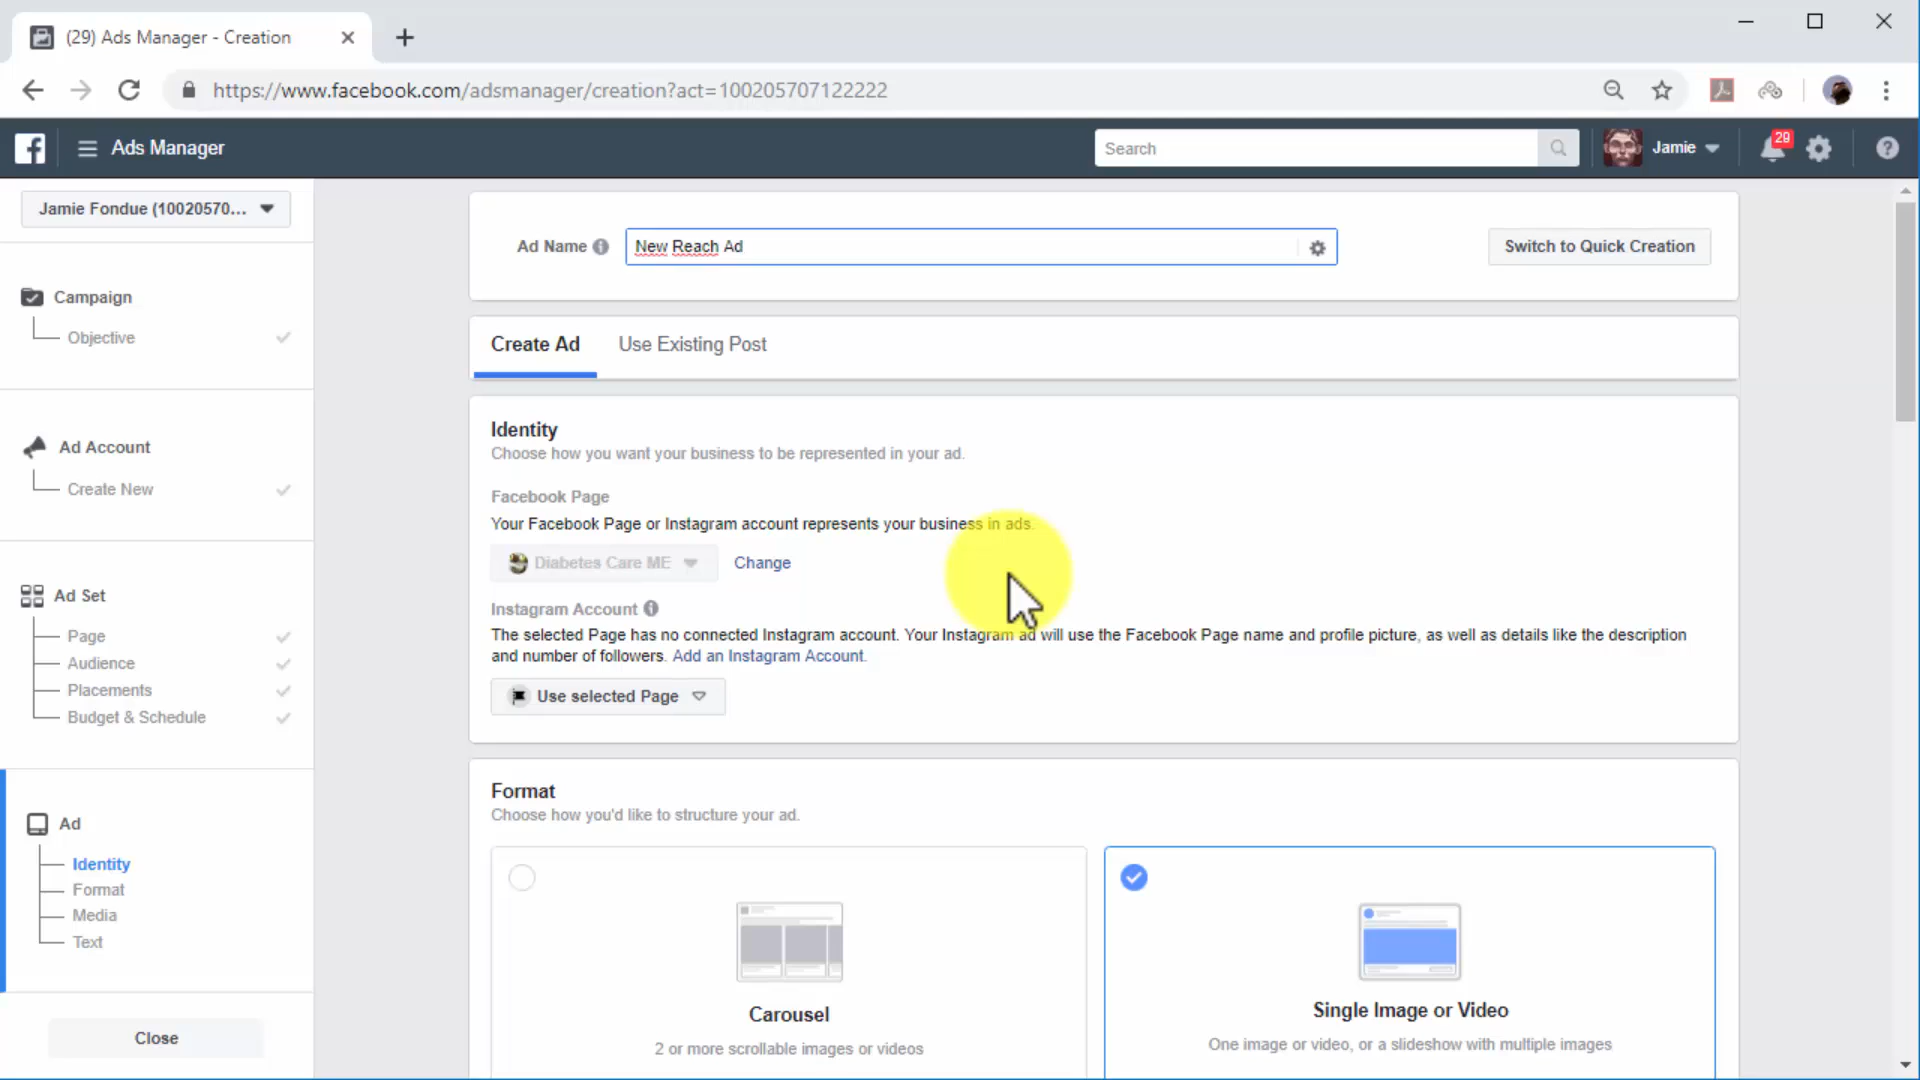 (29) Ads Manager - Creation
https://www.facebook.com/adsmanager/creation?act=100205707122222
Ads Manager
Search
Jamie
29
Jamie Fondue (10020570...
Ad Name
New Reach Ad
Switch to Quick Creation
Campaign
Objective
Create Ad
Use Existing Post
Ad Account
Create New
Identity
Choose how you want your business to be represented in your ad.
Facebook Page
Your Facebook Page or Instagram account represents your business in ads.
Diabetes Care ME
Change
Instagram Account
The selected Page has no connected Instagram account. Your Instagram ad will use the Facebook Page name and profile picture, as well as details like the description
and number of followers. Add an Instagram Account.
Use selected Page
Ad Set
Page
Audience
Placements
Budget & Schedule
Format
Choose how you'd like to structure your ad.
Carousel
2 or more scrollable images or videos
Single Image or Video
One image or video, or a slideshow with multiple images
Ad
Identity
Format
Media
Text
Close